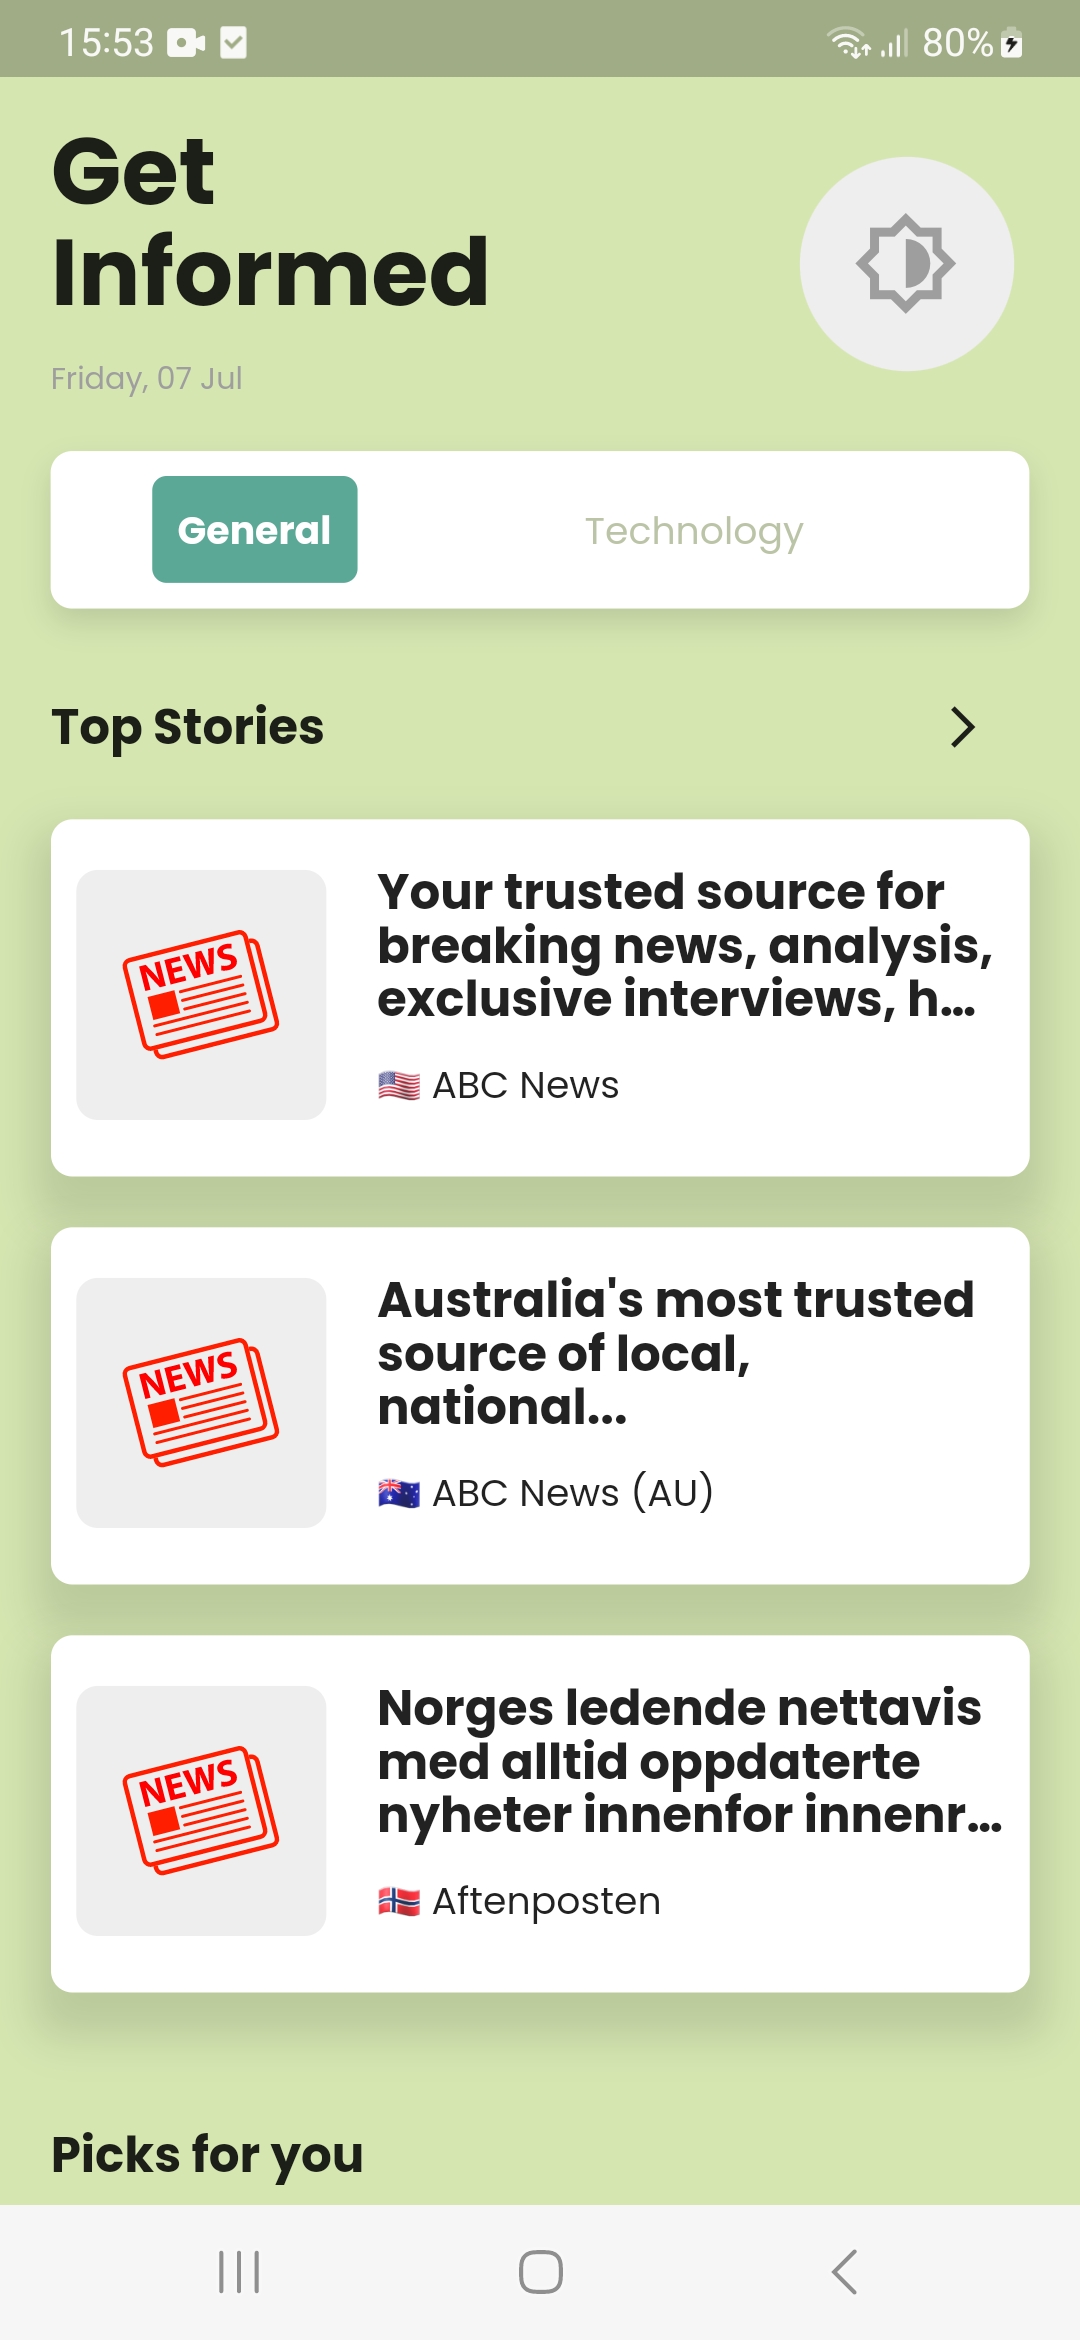 15:53
80%
Get
Informed
Friday, 07 Jul
General
Technology
Top Stories
NEWS
Your trusted source for
breaking news, analysis,
exclusive interviews, h...
🇺🇸 ABC News
NEWS
Australia's most trusted
source of local,
national...
🇦🇺 ABC News (AU)
NEWS
Norges ledende nettavis
med alltid oppdaterte
nyheter innenfor innenr...
🇳🇴 Aftenposten
Picks for you